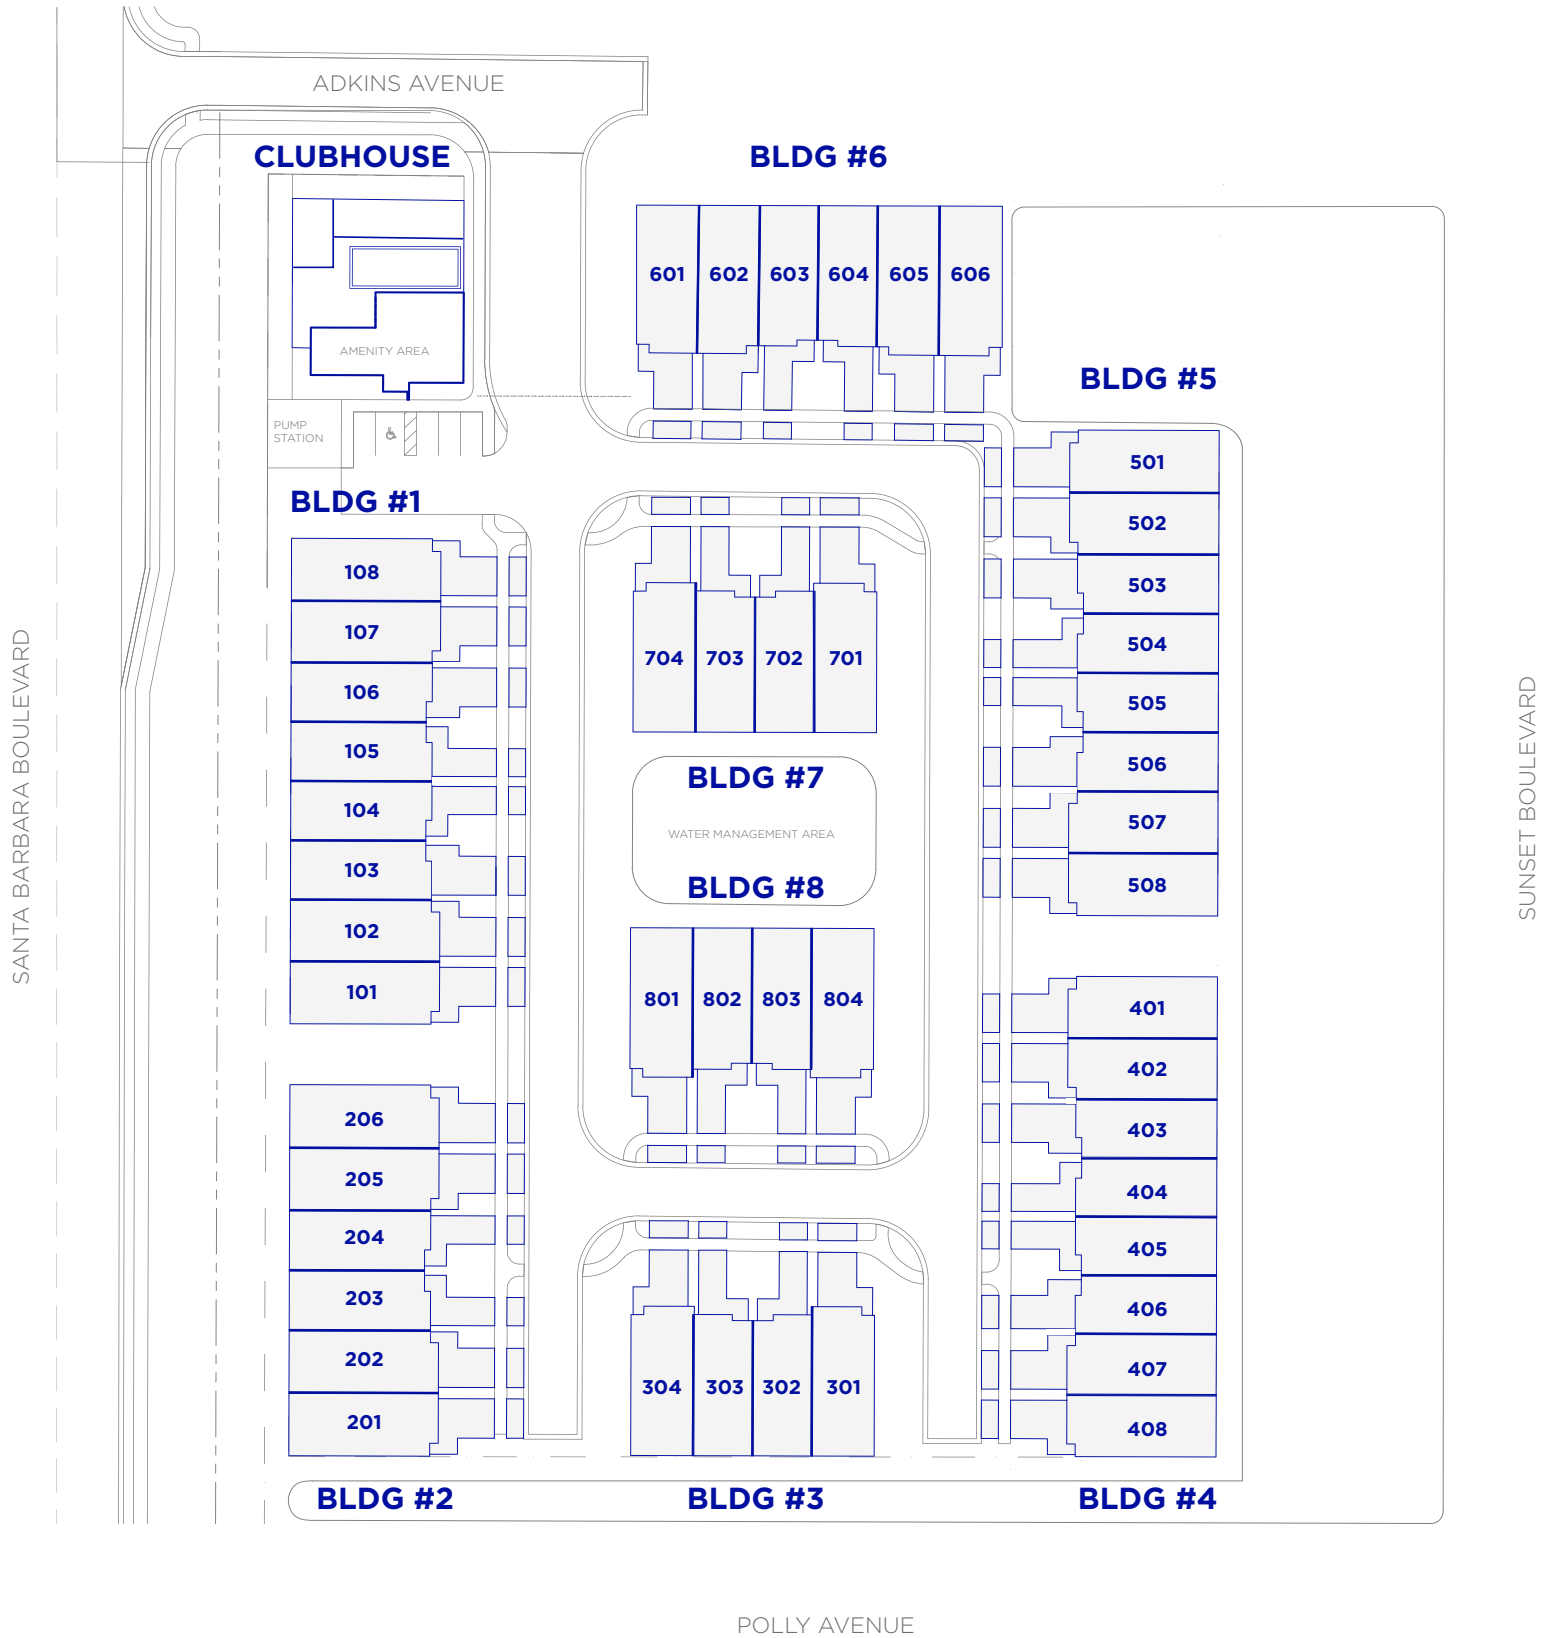 ADKINS AVENUE
CLUBHOUSE
BLDG #6
601 602 603 604 605 606
AMENITY AREA
BLDG #5
PUMP
STATION
BLDG #1
501
502
503
504
505
506
507
508
108
107
106
105
104
103
102
101
704 703 702 701
BLDG #7
WATER MANAGEMENT AREA
BLDG #8
801 802 803 804
SANTA BARBARA BOULEVARD
SUNSET BOULEVARD
206
205
204
203
202
201
401
402
403
404
405
406
407
408
304 303 302 301
BLDG #2
BLDG #3
BLDG #4
POLLY AVENUE